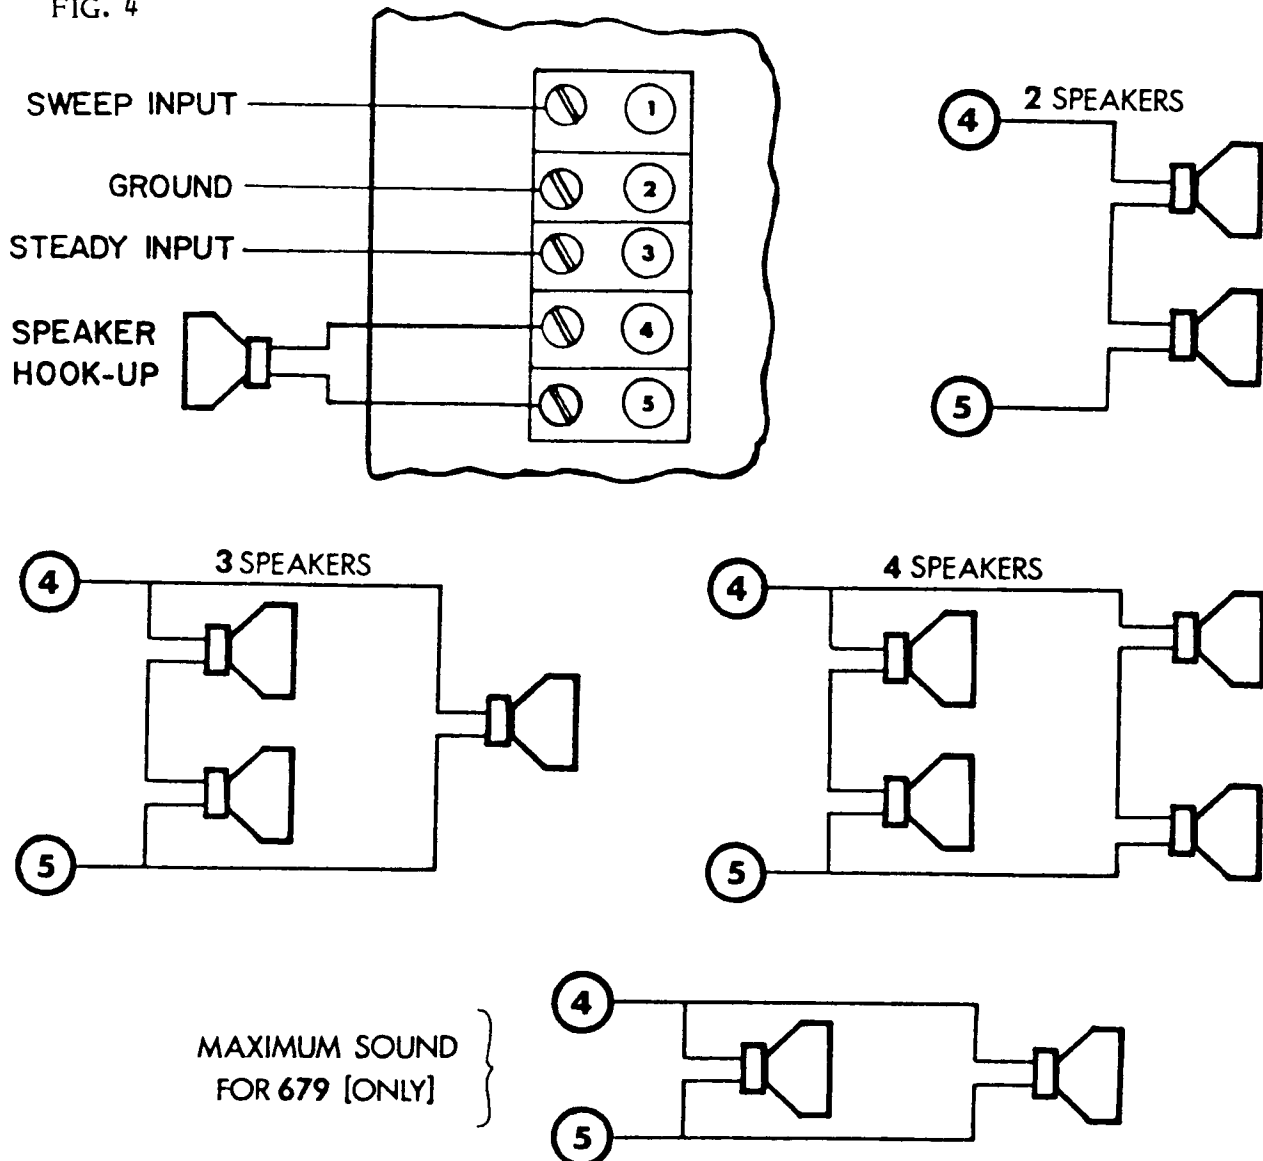 FIG. 4
SWEEP INPUT
1
GROUND
2
STEADY INPUT
3
SPEAKER
HOOK-UP
4
5
2 SPEAKERS
4
5
3 SPEAKERS
4
5
4 SPEAKERS
4
5
MAXIMUM SOUND
FOR 679 [ONLY]
4
5